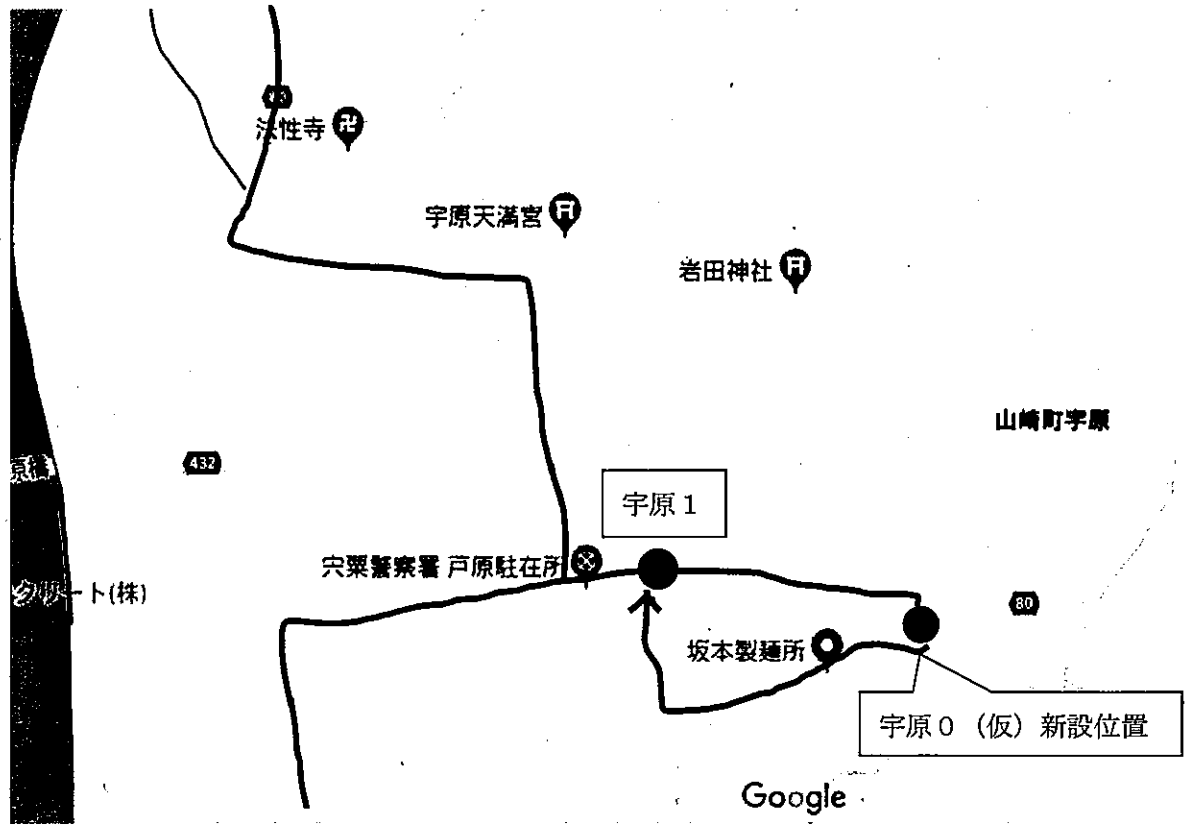 法性寺
宇原天満宮
岩田神社
山崎町宇原
432
宇原1
宍粟警察署 戸原駐在所
クリート(株)
80
坂本製麺所
宇原0 (仮) 新設位置
Google